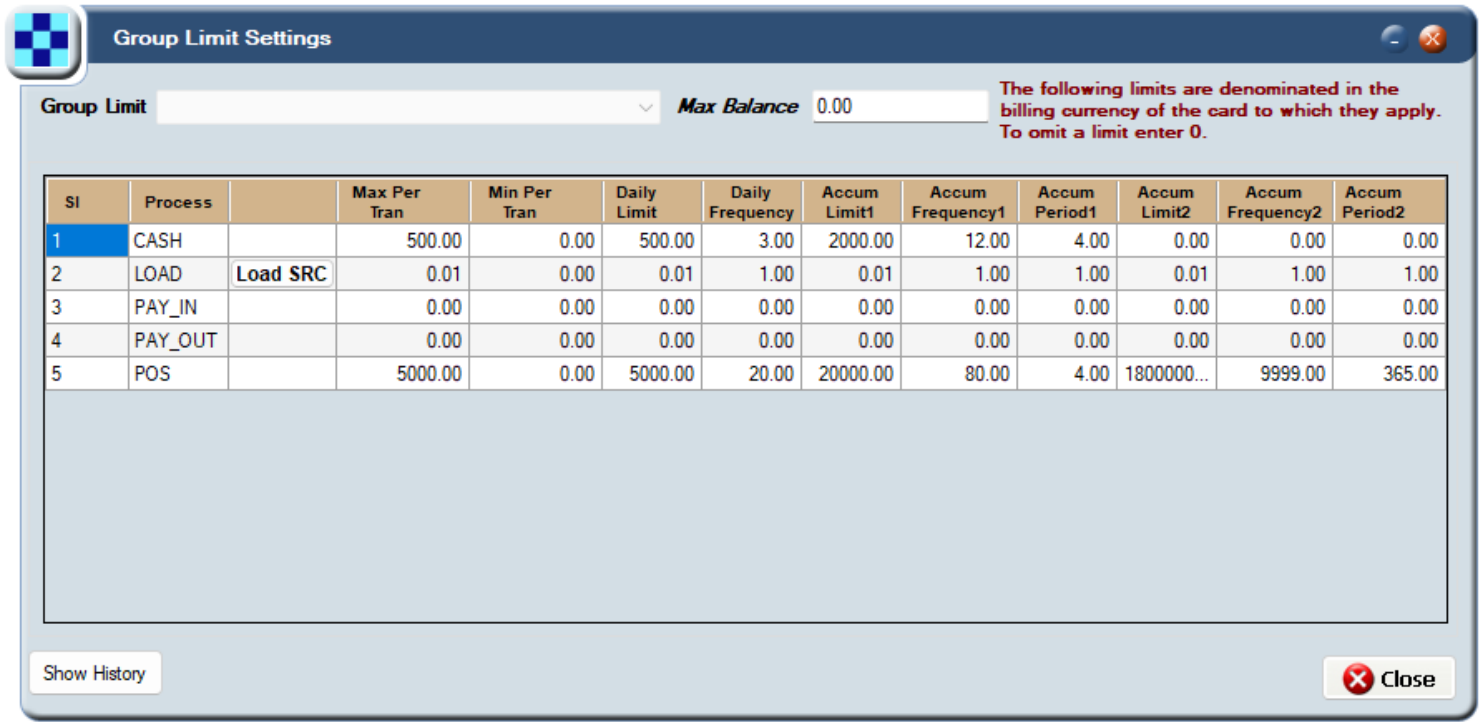 Group Limit Settings
Group Limit Max Balance 0.00
The following limits are denominated in the
billing currency of the card to which they apply.
To omit a limit enter 0.
SI Process Max Per Tran Min Per Tran Daily Limit Daily Frequency Accum Limit1 Accum Frequency1 Accum Period1 Accum Limit2 Accum Frequency2 Accum Period2
1 CASH 500.00 0.00 500.00 3.00 2000.00 12.00 4.00 0.00 0.00 0.00
2 LOAD Load SRC 0.01 0.00 0.01 1.00 0.01 1.00 1.00 0.01 1.00 1.00
3 PAY_IN 0.00 0.00 0.00 0.00 0.00 0.00 0.00 0.00 0.00 0.00
4 PAY_OUT 0.00 0.00 0.00 0.00 0.00 0.00 0.00 0.00 0.00 0.00
5 POS 5000.00 0.00 5000.00 20.00 20000.00 80.00 4.00 1800000... 9999.00 365.00
Show History
Close